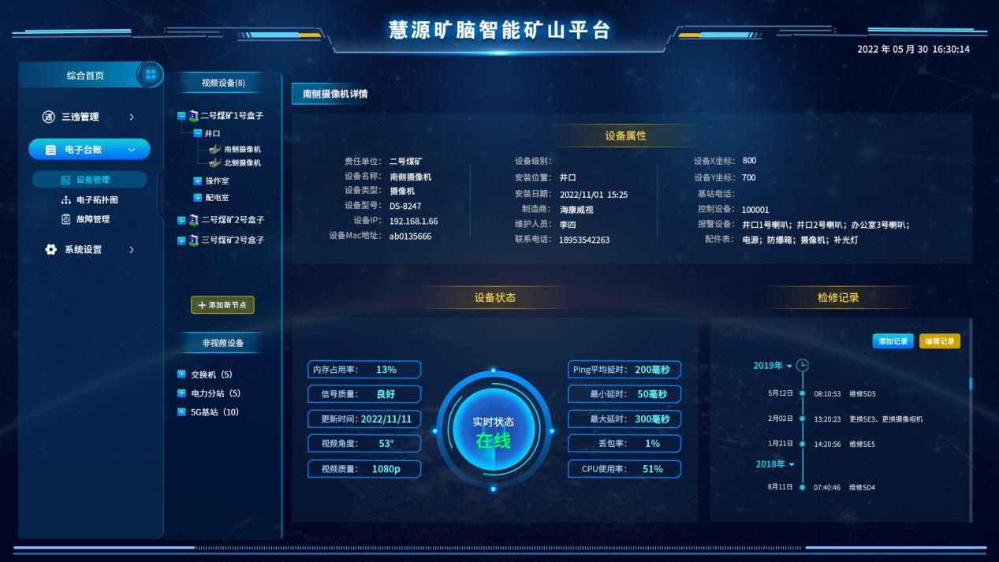 慧源旷脑智能矿山平台
2022 年 05 月 30 16:30:14
综合首页
三违管理
电子台账
设备管理
电子拓扑图
故障管理
系统设置
视频设备(8)
二号煤矿1号盒子
井口
南侧摄像机
北侧摄像机
操作室
配电室
二号煤矿2号盒子
三号煤矿2号盒子
添加新节点
非视频设备
交换机（5）
电力分站（5）
5G基站（10）
南侧摄像机详情
设备属性
责任单位： 二号煤矿
设备名称： 南侧摄像机
设备类型： 摄像机
设备型号： DS-8247
设备IP： 192.168.1.66
设备Mac地址： ab0135666
设备级别：
安装位置： 井口
安装日期： 2022/11/01 15:25
制造商： 海康威视
维护人员： 李四
联系电话： 18953542263
设备X坐标： 800
设备Y坐标： 700
基站电话：
控制设备： 100001
报警设备： 井口1号喇叭；井口2号喇叭；办公室3号喇叭；
配件表： 电源；防爆箱；摄像机；补光灯
设备状态
内存占用率： 13%
信号质量： 良好
更新时间：2022/11/11
视频角度： 53°
视频质量： 1080p
实时状态
在线
Ping平均延时： 200毫秒
最小延时： 50毫秒
最大延时： 300毫秒
丢包率： 1%
CPU使用率： 51%
检修记录
添加记录 编辑记录
2019年
5月12日 08:10:53 维修SD5
2月02日 13:20:23 更换SE3、更换摄像相机
1月21日 14:20:56 维修SE5
2018年
8月11日 07:40:46 维修SD4